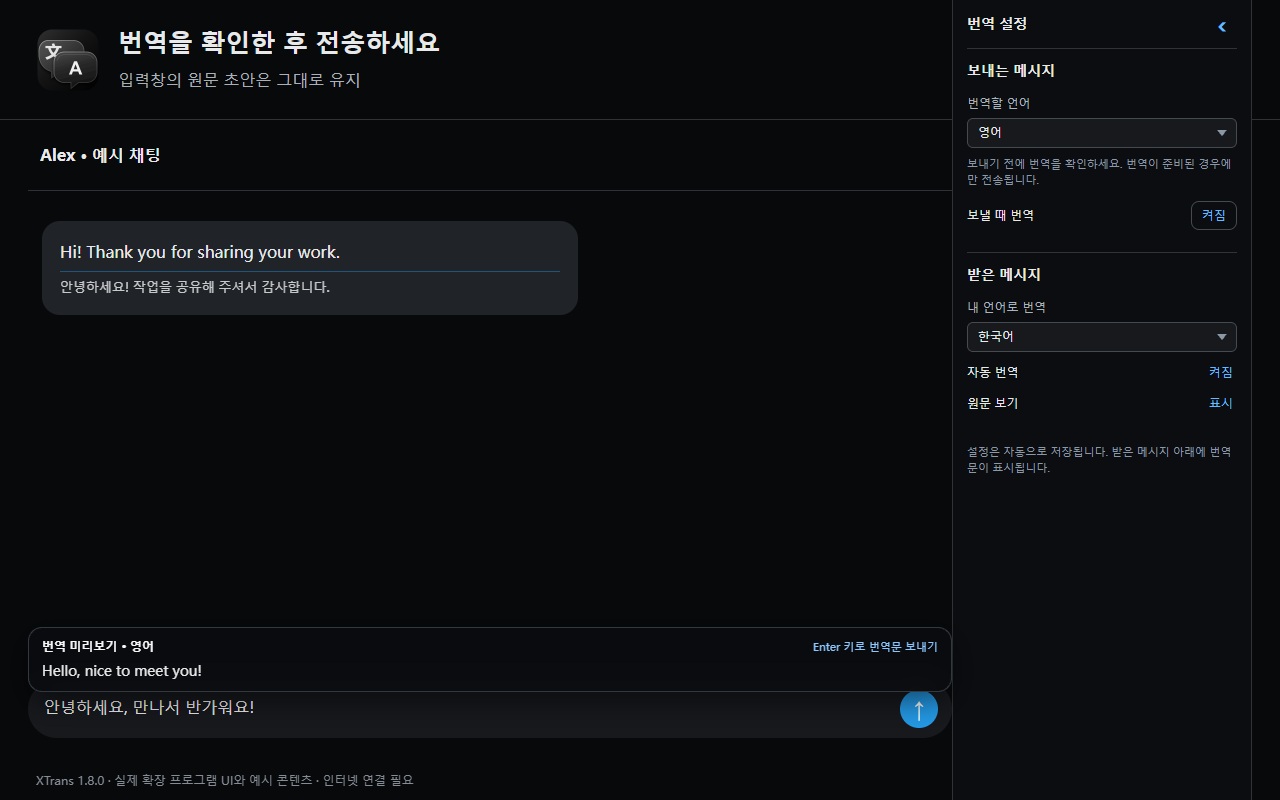 文
A
번역을 확인한 후 전송하세요
입력창의 원문 초안은 그대로 유지
Alex • 예시 채팅
Hi! Thank you for sharing your work.
안녕하세요! 작업을 공유해 주셔서 감사합니다.
번역 미리보기 • 영어
Enter 키로 번역문 보내기
Hello, nice to meet you!
안녕하세요, 만나서 반가워요!
XTrans 1.8.0 · 실제 확장 프로그램 UI와 예시 콘텐츠 · 인터넷 연결 필요
번역 설정
보내는 메시지
번역할 언어
영어
보내기 전에 번역을 확인하세요. 번역이 준비된 경우에
만 전송됩니다.
보낼 때 번역
켜짐
받은 메시지
내 언어로 번역
한국어
자동 번역
켜짐
원문 보기
표시
설정은 자동으로 저장됩니다. 받은 메시지 아래에 번역
문이 표시됩니다.